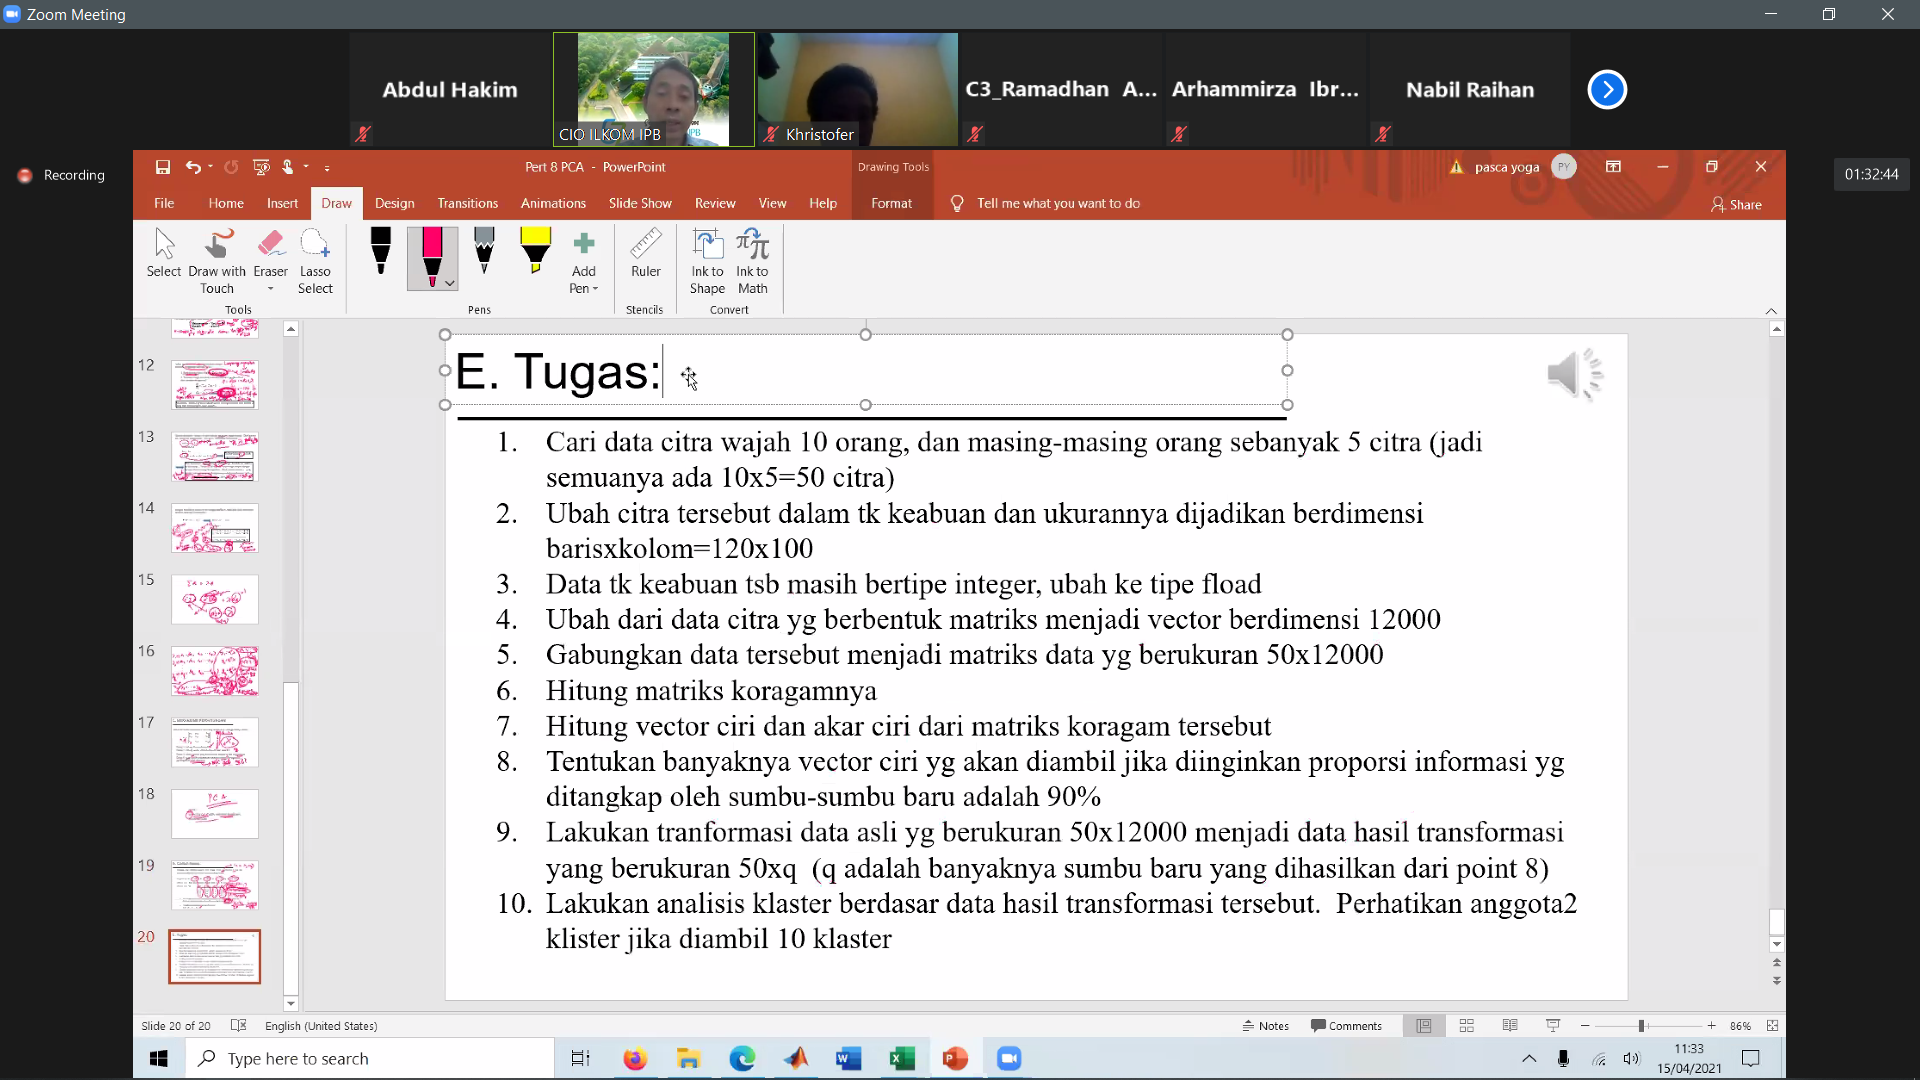 Zoom Meeting
Abdul Hakim
CIO ILKOM IPB
Khristofer
C3_Ramadhan A...
Arhammirza Ibr...
Nabil Raihan
Recording
01:32:44
Pert 8 PCA - PowerPoint
Drawing Tools
pasca yoga
PY
File Home Insert Draw Design Transitions Animations Slide Show Review View Help Format Tell me what you want to do
Share
Select
Draw with Touch
Eraser
Lasso Select
Add Pen
Ruler
Ink to Shape
Ink to Math
Tools
Pens
Stencils
Convert
12
13
14
15
16
17
18
19
20
E. Tugas:
1. Cari data citra wajah 10 orang, dan masing-masing orang sebanyak 5 citra (jadi
semuanya ada 10x5=50 citra)
2. Ubah citra tersebut dalam tk keabuan dan ukurannya dijadikan berdimensi
barisxkolom=120x100
3. Data tk keabuan tsb masih bertipe integer, ubah ke tipe fload
4. Ubah dari data citra yg berbentuk matriks menjadi vector berdimensi 12000
5. Gabungkan data tersebut menjadi matriks data yg berukuran 50x12000
6. Hitung matriks koragamnya
7. Hitung vector ciri dan akar ciri dari matriks koragam tersebut
8. Tentukan banyaknya vector ciri yg akan diambil jika diinginkan proporsi informasi yg
ditangkap oleh sumbu-sumbu baru adalah 90%
9. Lakukan tranformasi data asli yg berukuran 50x12000 menjadi data hasil transformasi
yang berukuran 50xq (q adalah banyaknya sumbu baru yang dihasilkan dari point 8)
10. Lakukan analisis klaster berdasar data hasil transformasi tersebut. Perhatikan anggota2
klister jika diambil 10 klaster
Slide 20 of 20
English (United States)
Notes
Comments
86%
Type here to search
11:33
15/04/2021